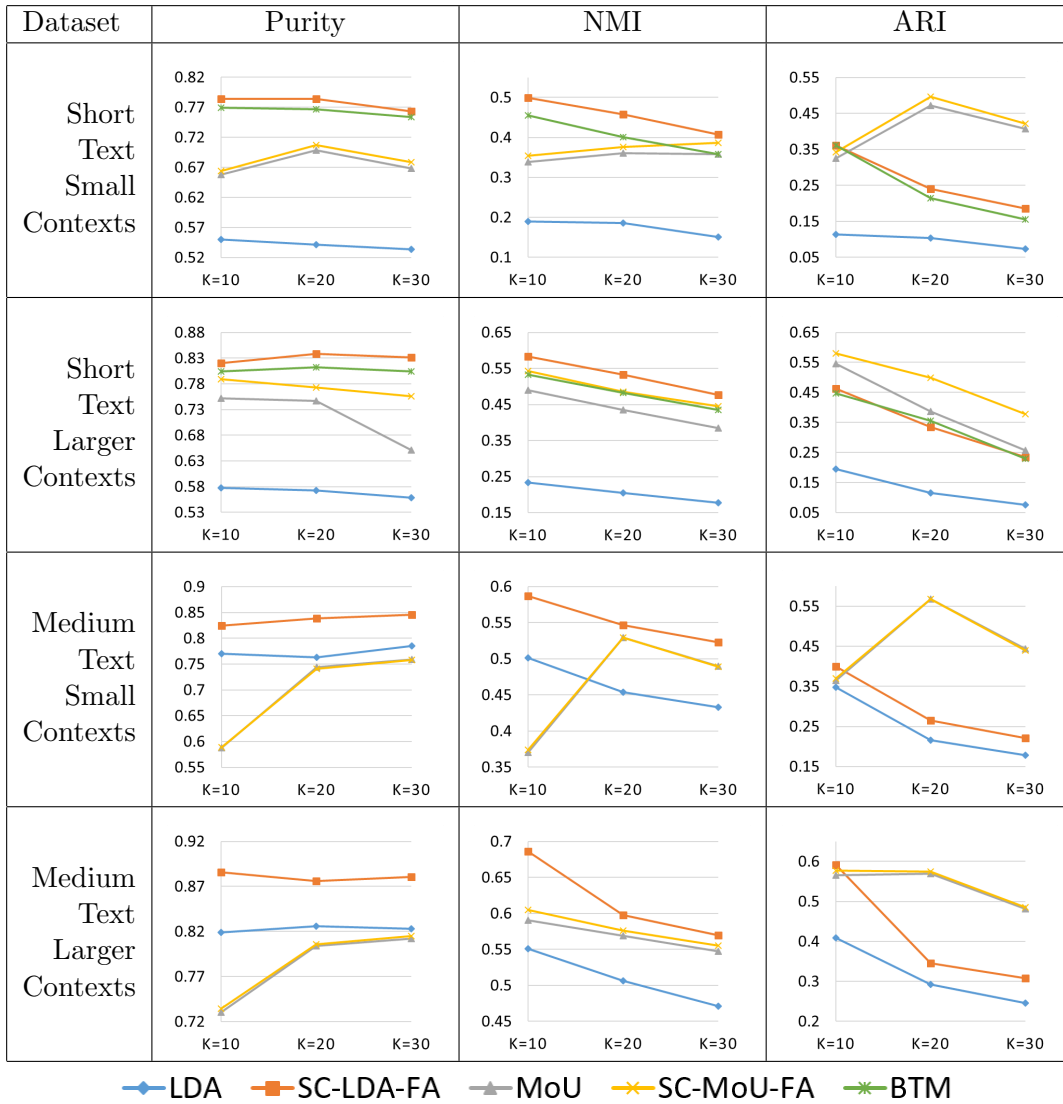 Dataset Purity NMI ARI
Short
Text
Small
Contexts
0.82
0.77
0.72
0.67
0.62
0.57
0.52
K=10 K=20 K=30
0.5
0.4
0.3
0.2
0.1
K=10 K=20 K=30
0.55
0.45
0.35
0.25
0.15
0.05
K=10 K=20 K=30
Short
Text
Larger
Contexts
0.88
0.83
0.78
0.73
0.68
0.63
0.58
0.53
K=10 K=20 K=30
0.65
0.55
0.45
0.35
0.25
0.15
K=10 K=20 K=30
0.65
0.55
0.45
0.35
0.25
0.15
0.05
K=10 K=20 K=30
Medium
Text
Small
Contexts
0.9
0.85
0.8
0.75
0.7
0.65
0.6
0.55
K=10 K=20 K=30
0.6
0.55
0.5
0.45
0.4
0.35
K=10 K=20 K=30
0.55
0.45
0.35
0.25
0.15
K=10 K=20 K=30
Medium
Text
Larger
Contexts
0.92
0.87
0.82
0.77
0.72
K=10 K=20 K=30
0.7
0.65
0.6
0.55
0.5
0.45
K=10 K=20 K=30
0.6
0.5
0.4
0.3
0.2
K=10 K=20 K=30
LDA SC-LDA-FA MoU SC-MoU-FA BTM